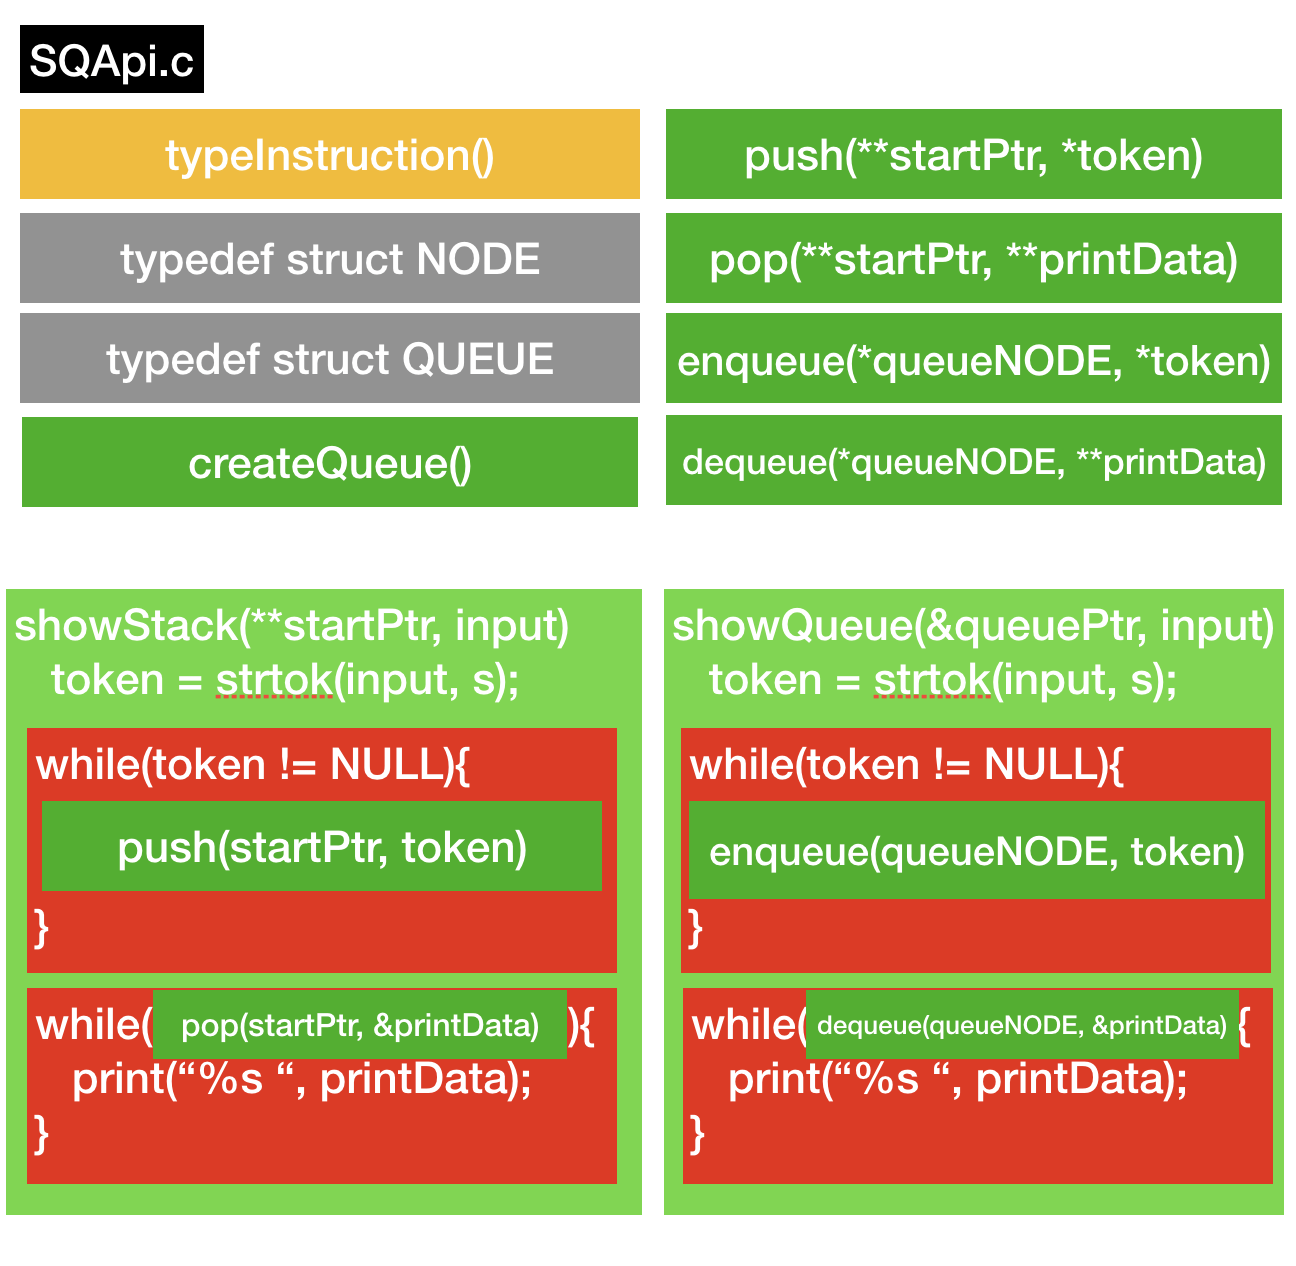 SQApi.c
typeInstruction()
typedef struct NODE
typedef struct QUEUE
createQueue()
push(**startPtr, *token)
pop(**startPtr, **printData)
enqueue(*queueNODE, *token)
dequeue(*queueNODE, **printData)
showStack(**startPtr, input)
token = strtok(input, s);
while(token != NULL){
push(startPtr, token)
}
while( pop(startPtr, &printData) ){
print(“%s “, printData);
}
showQueue(&queuePtr, input)
token = strtok(input, s);
while(token != NULL){
enqueue(queueNODE, token)
}
while( dequeue(queueNODE, &printData) {
print(“%s “, printData);
}